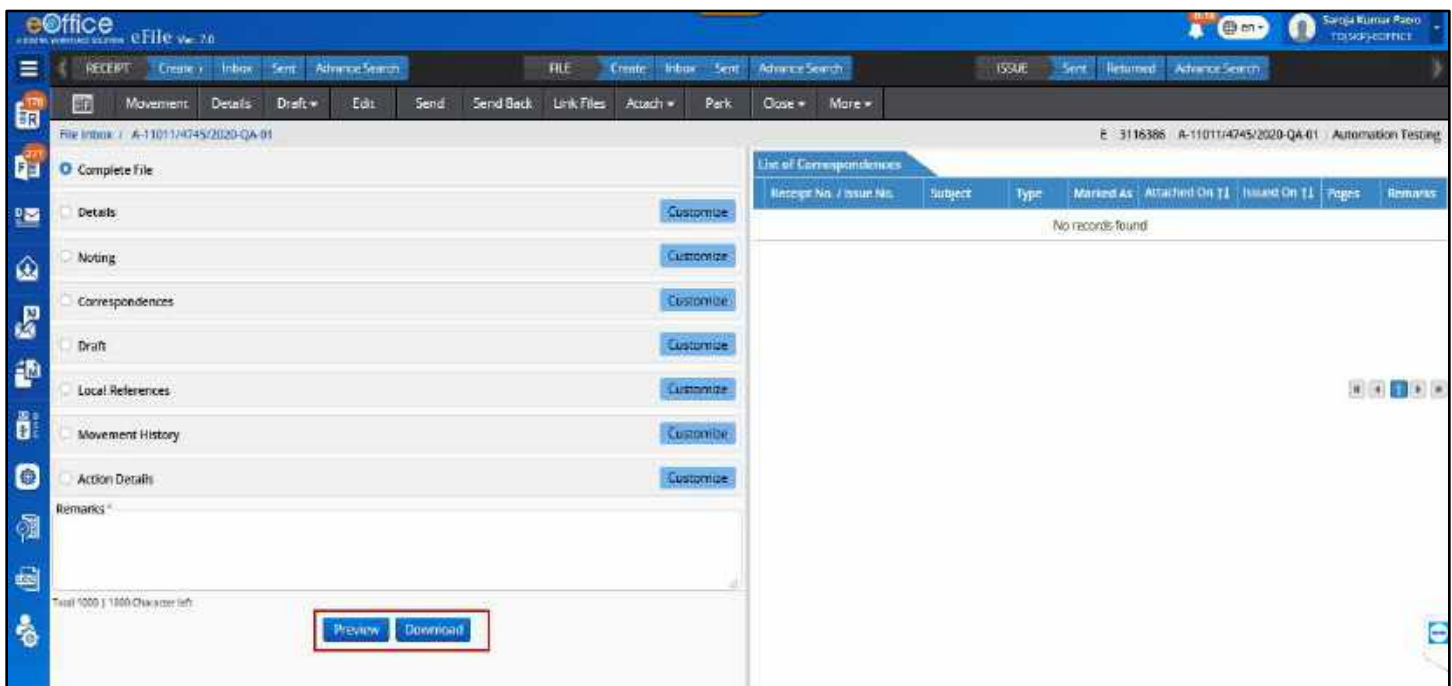 eOffice
eFile Ver. 7.0
en
Saroja Kumar
RECEIPT Create Inbox Sent Advance Search FILE Create Inbox Sent Advance Search ISSUE Sent Returned Advance Search
Movement Details Draft Edit Send Send Back Link Files Attach Park Close More
File Inbox / A-11011/4745/2020-QA-01 E 3116386 A-11011/4745/2020-QA-01 Automation Testing
Complete File
List of Correspondences
Receipt No. / Issue No. Subject Type Marked As Attached On Issued On Pages Remarks
No records found
Details Customize
Noting Customize
Correspondences Customize
Draft Customize
Local References Customize
Movement History Customize
Action Details Customize
1
Remarks *
Total 1000 | 1000 Character left
Preview Download